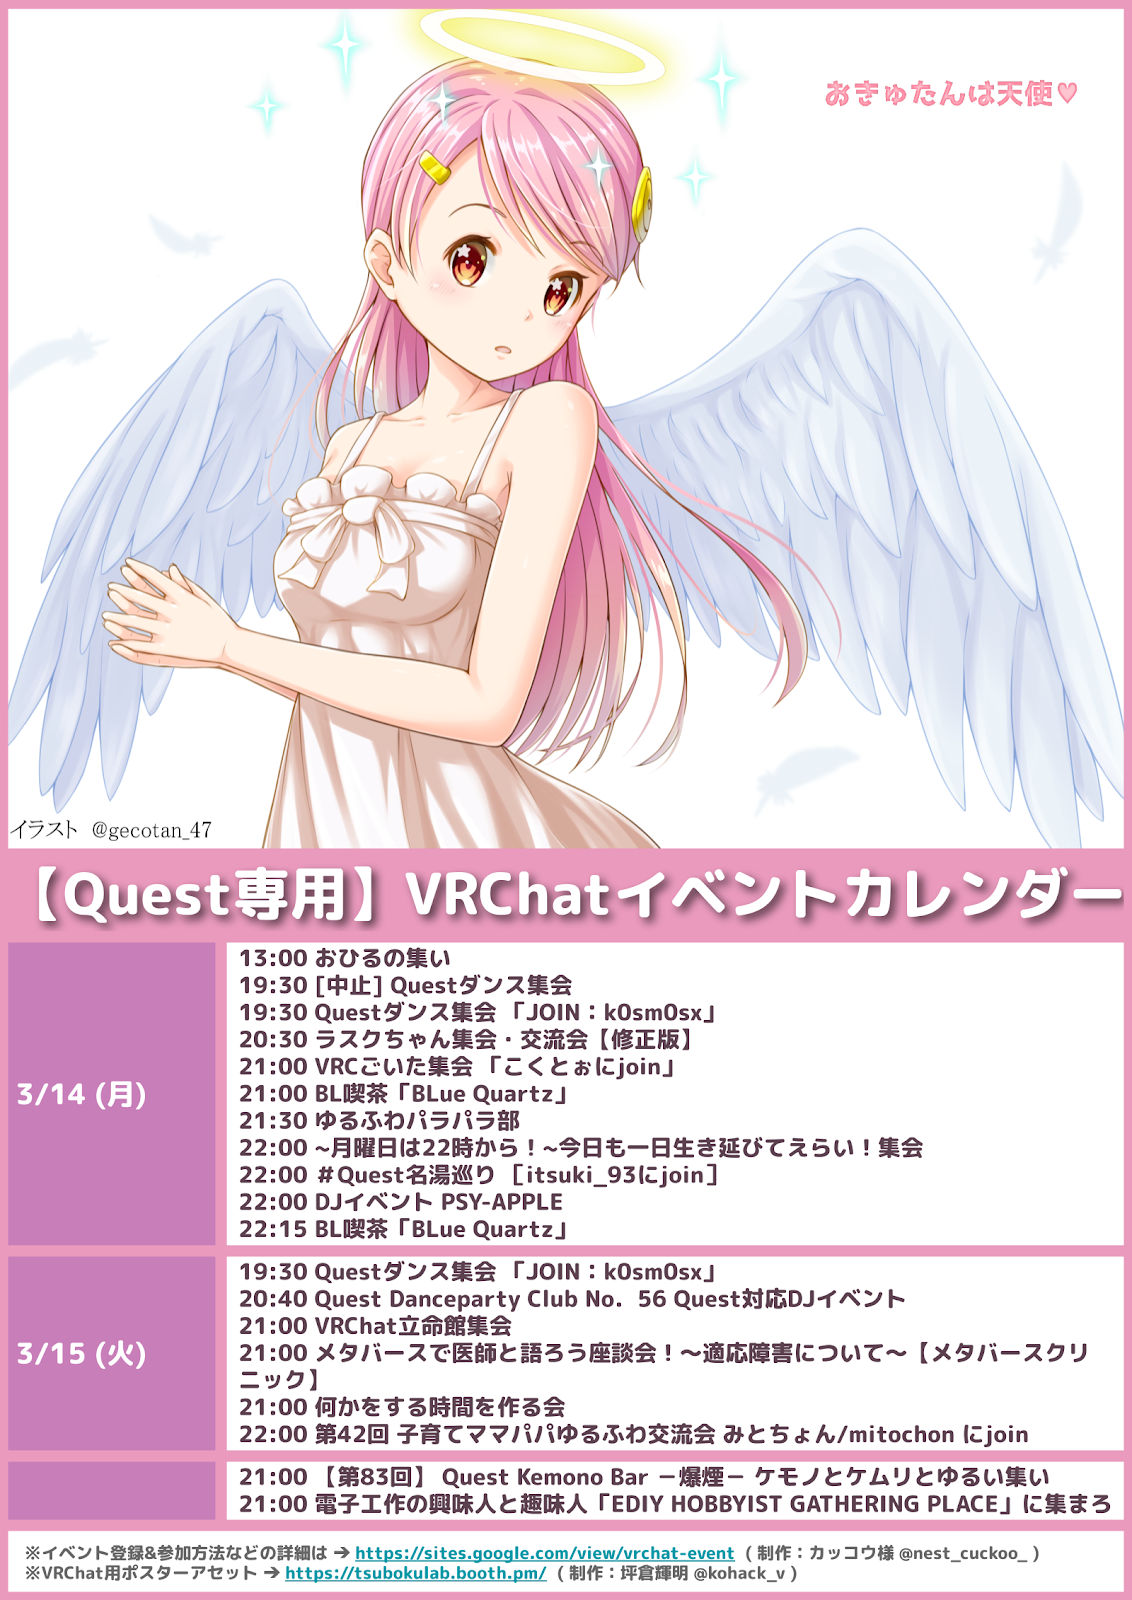 おきゅたんは天使♥
イラスト @gecotan_47
【Quest専用】VRChatイベントカレンダー
3/14 (月)
13:00 おひるの集い
19:30 [中止] Questダンス集会
19:30 Questダンス集会 「JOIN：k0sm0sx」
20:30 ラスクちゃん集会・交流会【修正版】
21:00 VRCごいた集会 「こくとぉにjoin」
21:00 BL喫茶「BLue Quartz」
21:30 ゆるふわパラパラ部
22:00 ~月曜日は22時から！~今日も一日生き延びてえらい！集会
22:00 ＃Quest名湯巡り ［itsuki_93にjoin］
22:00 DJイベント PSY-APPLE
22:15 BL喫茶「BLue Quartz」
3/15 (火)
19:30 Questダンス集会 「JOIN：k0sm0sx」
20:40 Quest Danceparty Club No．56 Quest対応DJイベント
21:00 VRChat立命館集会
21:00 メタバースで医師と語ろう座談会！～適応障害について～【メタバースクリ
ニック】
21:00 何かをする時間を作る会
22:00 第42回 子育てママパパゆるふわ交流会 みとちょん/mitochon にjoin
21:00 【第83回】 Quest Kemono Bar －爆煙－ ケモノとケムリとゆるい集い
21:00 電子工作の興味人と趣味人「EDIY HOBBYIST GATHERING PLACE」に集まろ
※イベント登録&参加方法などの詳細は → https://sites.google.com/view/vrchat-event ( 制作：カッコウ様 @nest_cuckoo_ )
※VRChat用ポスターアセット → https://tsubokulab.booth.pm/ ( 制作：坪倉輝明 @kohack_v )